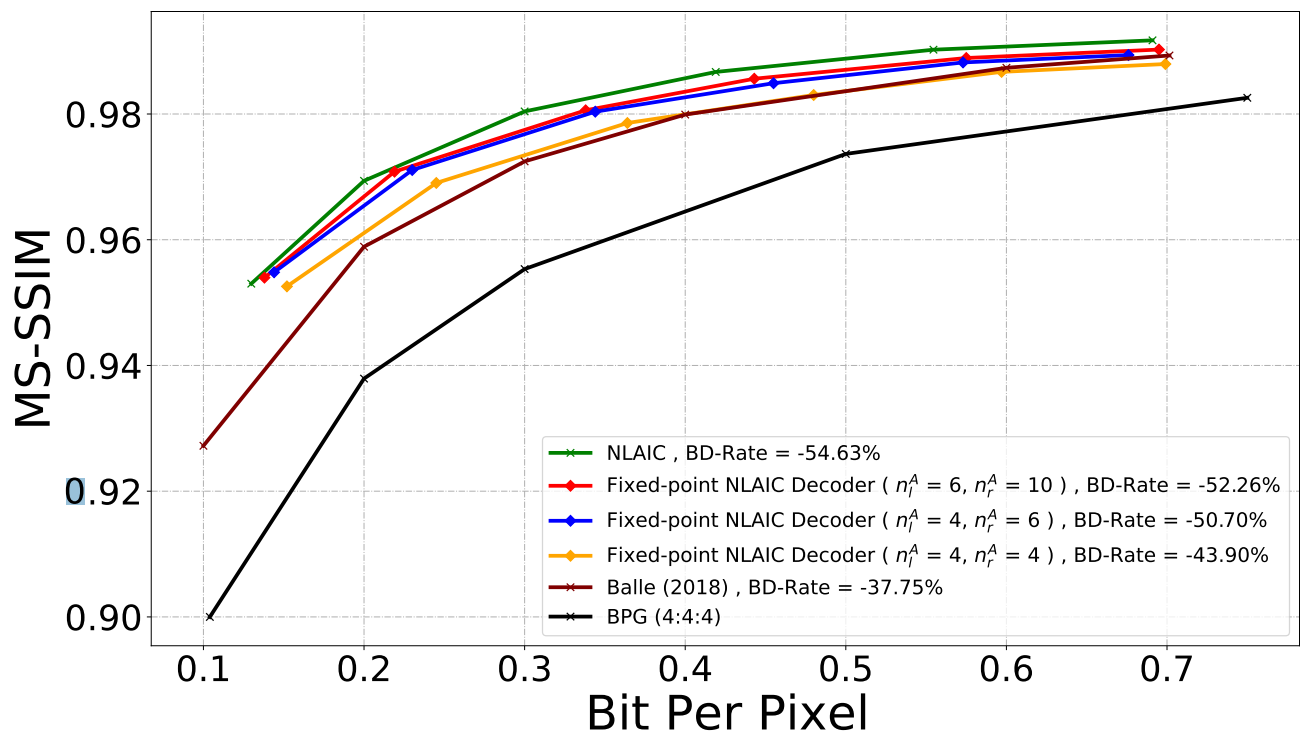 MS-SSIM
0.98
0.96
0.94
0.92
0.90
NLAIC , BD-Rate = -54.63%
Fixed-point NLAIC Decoder ( $n_l^A$ = 6, $n_r^A$ = 10 ) , BD-Rate = -52.26%
Fixed-point NLAIC Decoder ( $n_l^A$ = 4, $n_r^A$ = 6 ) , BD-Rate = -50.70%
Fixed-point NLAIC Decoder ( $n_l^A$ = 4, $n_r^A$ = 4 ) , BD-Rate = -43.90%
Balle (2018) , BD-Rate = -37.75%
BPG (4:4:4)
0.1 0.2 0.3 0.4 0.5 0.6 0.7
Bit Per Pixel